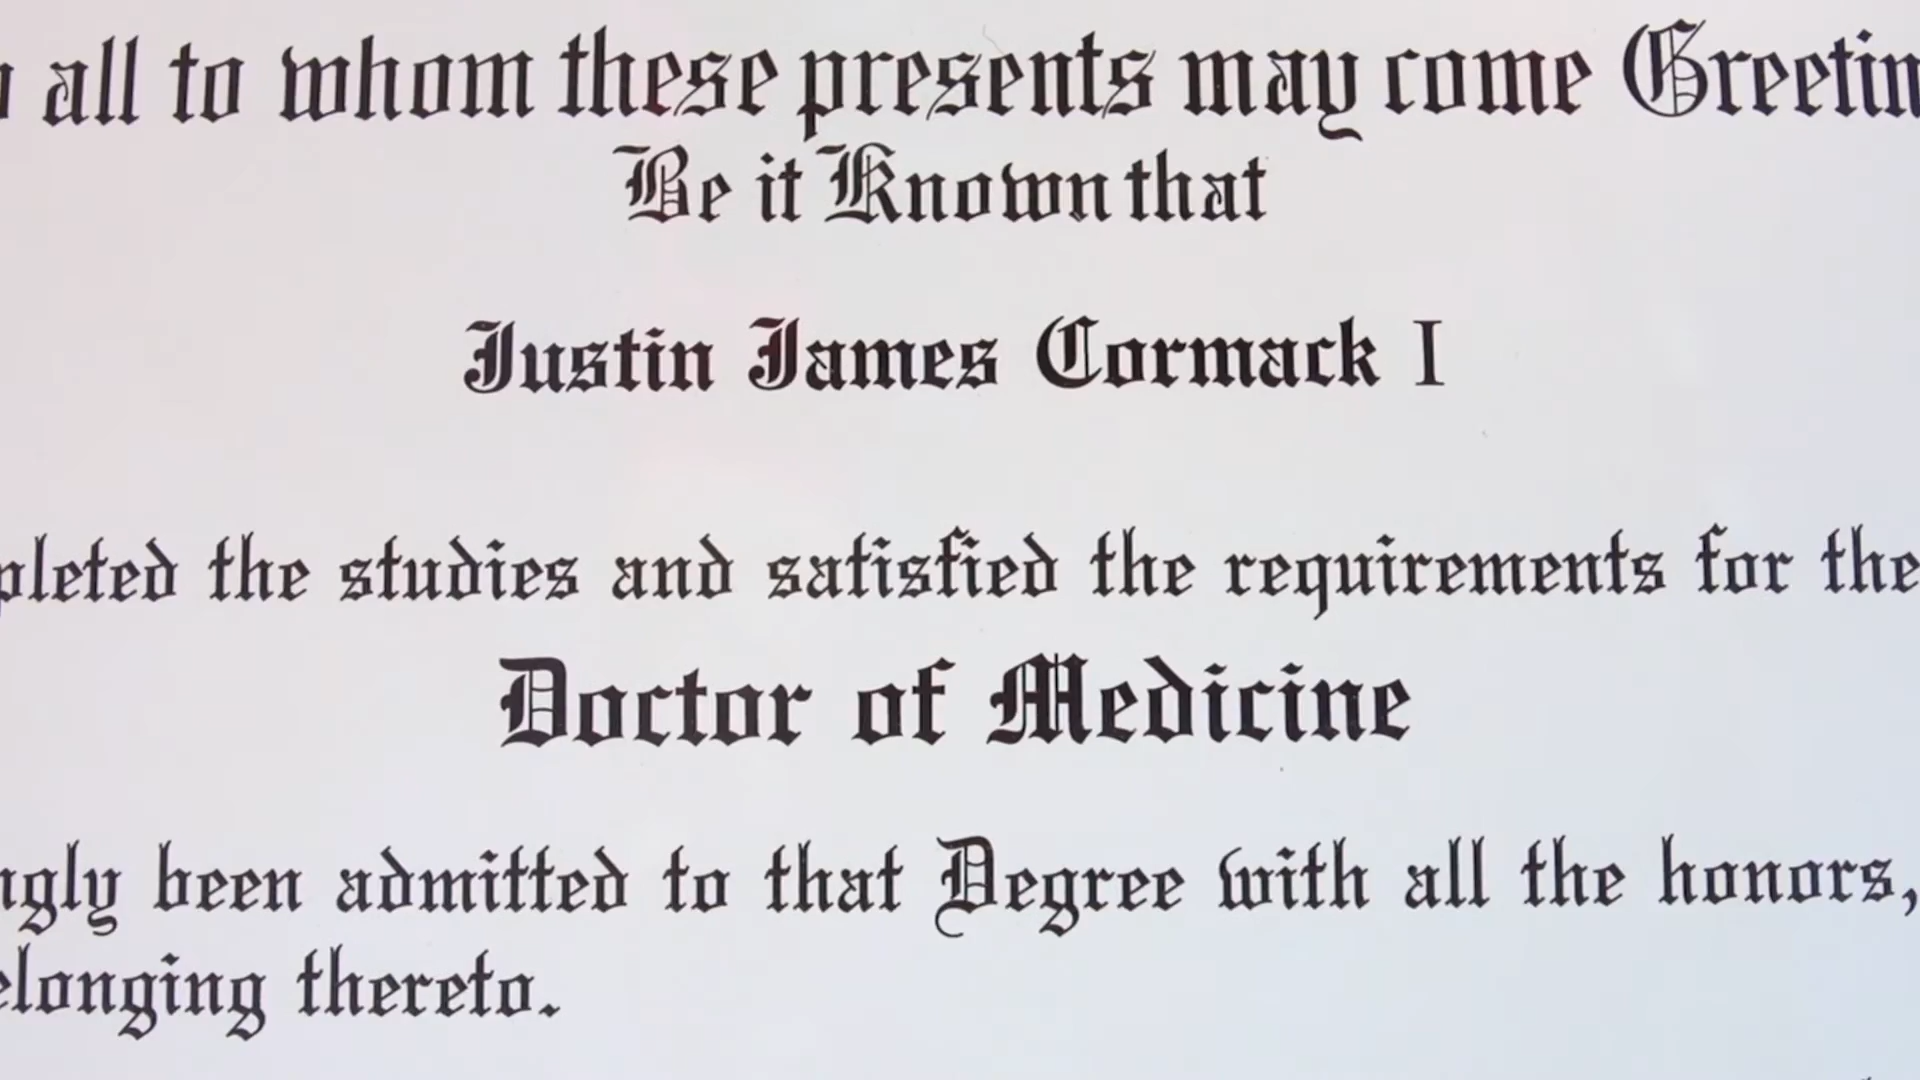 all to whom these presents may come Greetin
Be it Known that
Justin James Cormack I
pleted the studies and satisfied the requirements for the
Doctor of Medicine
ngly been admitted to that Degree with all the honors,
elonging thereto.